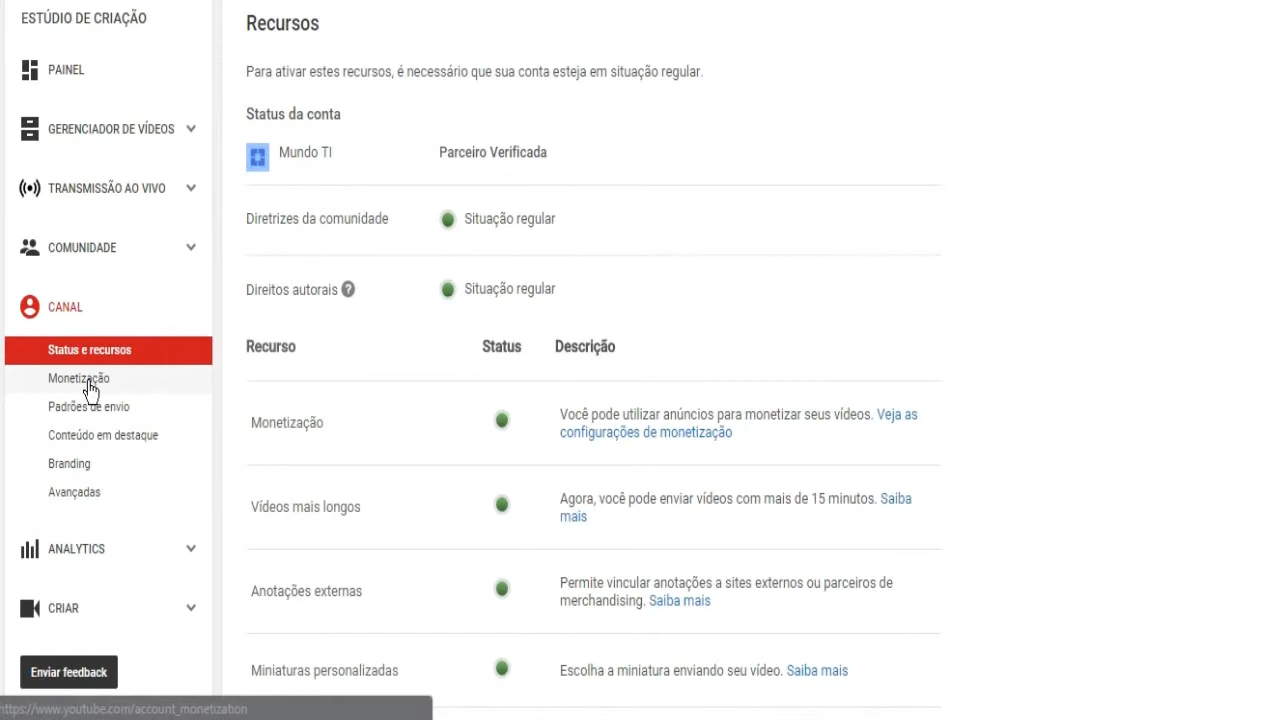 ESTÚDIO DE CRIAÇÃO
PAINEL
GERENCIADOR DE VÍDEOS
TRANSMISSÃO AO VIVO
COMUNIDADE
CANAL
Status e recursos
Monetização
Padrões de envio
Conteúdo em destaque
Branding
Avançadas
ANALYTICS
CRIAR
Enviar feedback
https://www.youtube.com/account_monetization
Recursos
Para ativar estes recursos, é necessário que sua conta esteja em situação regular.
Status da conta
Mundo TI Parceiro Verificada
Diretrizes da comunidade Situação regular
Direitos autorais ? Situação regular
Recurso Status Descrição
Monetização Você pode utilizar anúncios para monetizar seus vídeos. Veja as
configurações de monetização
Vídeos mais longos Agora, você pode enviar vídeos com mais de 15 minutos. Saiba
mais
Anotações externas Permite vincular anotações a sites externos ou parceiros de
merchandising. Saiba mais
Miniaturas personalizadas Escolha a miniatura enviando seu vídeo. Saiba mais